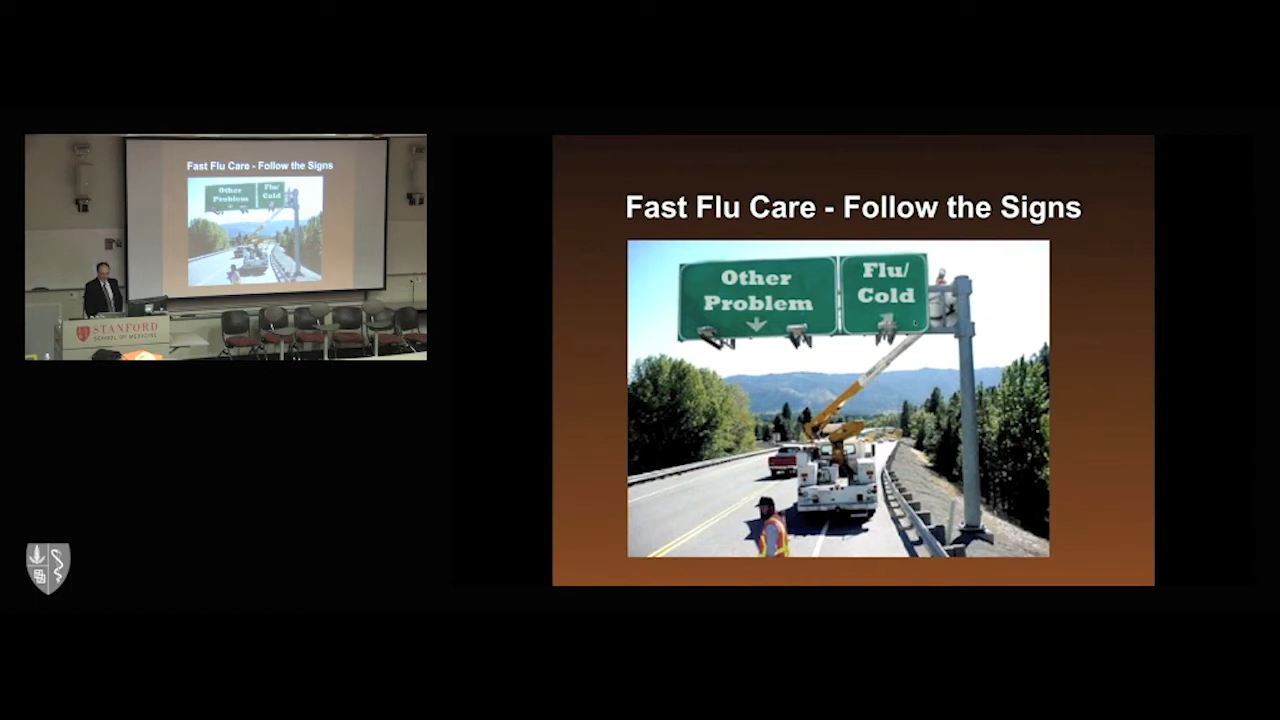 Fast Flu Care - Follow the Signs
Other
Problem
Flu/
Cold
STANFORD
SCHOOL OF MEDICINE
Fast Flu Care - Follow the Signs
Other
Problem
Flu/
Cold